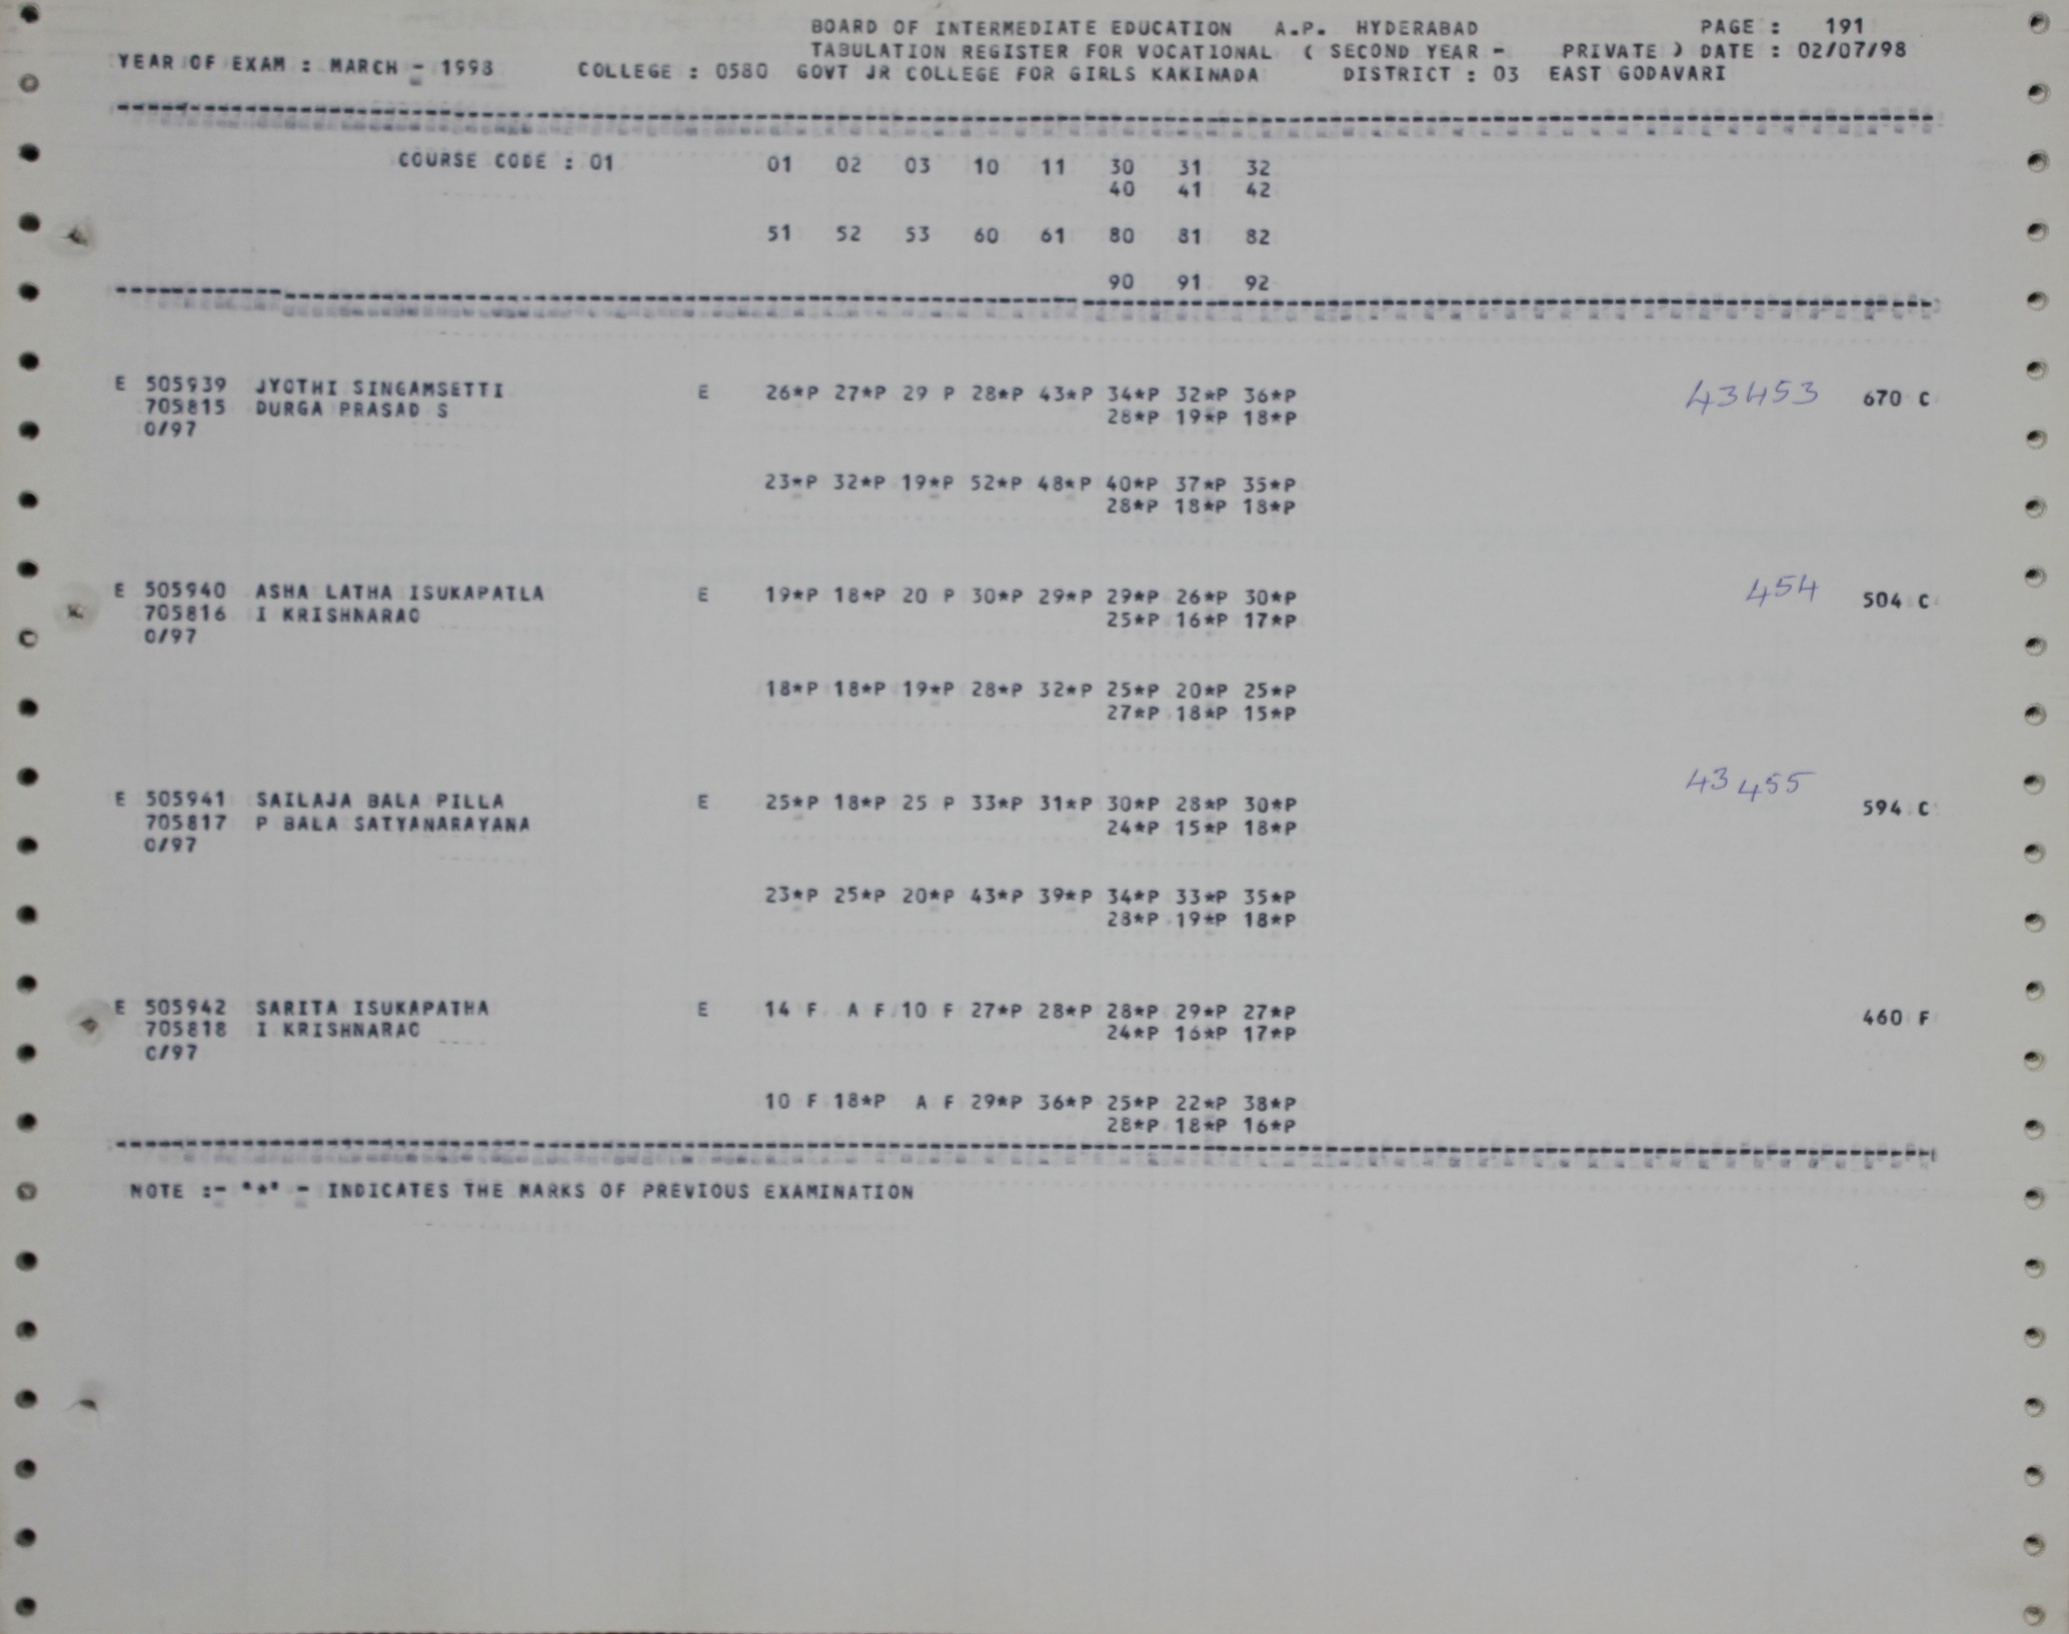 BOARD OF INTERMEDIATE EDUCATION A.P. HYDERABAD PAGE : 191
TABULATION REGISTER FOR VOCATIONAL ( SECOND YEAR - PRIVATE ) DATE : 02/07/98
YEAR OF EXAM : MARCH - 1998 COLLEGE : 0580 GOVT JR COLLEGE FOR GIRLS KAKINADA DISTRICT : 03 EAST GODAVARI
COURSE CODE : 01 01 02 03 10 11 30 31 32
40 41 42
51 52 53 60 61 80 81 82
90 91 92
E 505939 JYOTHI SINGAMSETTI E 26*P 27*P 29 P 28*P 43*P 34*P 32*P 36*P 43453 670 C
705815 DURGA PRASAD S 28*P 19*P 18*P
0/97
23*P 32*P 19*P 52*P 48*P 40*P 37*P 35*P
28*P 18*P 18*P
E 505940 ASHA LATHA ISUKAPATLA E 19*P 18*P 20 P 30*P 29*P 29*P 26*P 30*P 454 504 C
705816 I KRISHNARAO 25*P 16*P 17*P
0/97
18*P 18*P 19*P 28*P 32*P 25*P 20*P 25*P
27*P 18*P 15*P
E 505941 SAILAJA BALA PILLA E 25*P 18*P 25 P 33*P 31*P 30*P 28*P 30*P 43455 594 C
705817 P BALA SATYANARAYANA 24*P 15*P 18*P
0/97
23*P 25*P 20*P 43*P 39*P 34*P 33*P 35*P
28*P 19*P 18*P
E 505942 SARITA ISUKAPATHA E 14 F A F 10 F 27*P 28*P 28*P 29*P 27*P 460 F
705818 I KRISHNARAO 24*P 16*P 17*P
0/97
10 F 18*P A F 29*P 36*P 25*P 22*P 38*P
28*P 18*P 16*P
NOTE :- "*" - INDICATES THE MARKS OF PREVIOUS EXAMINATION